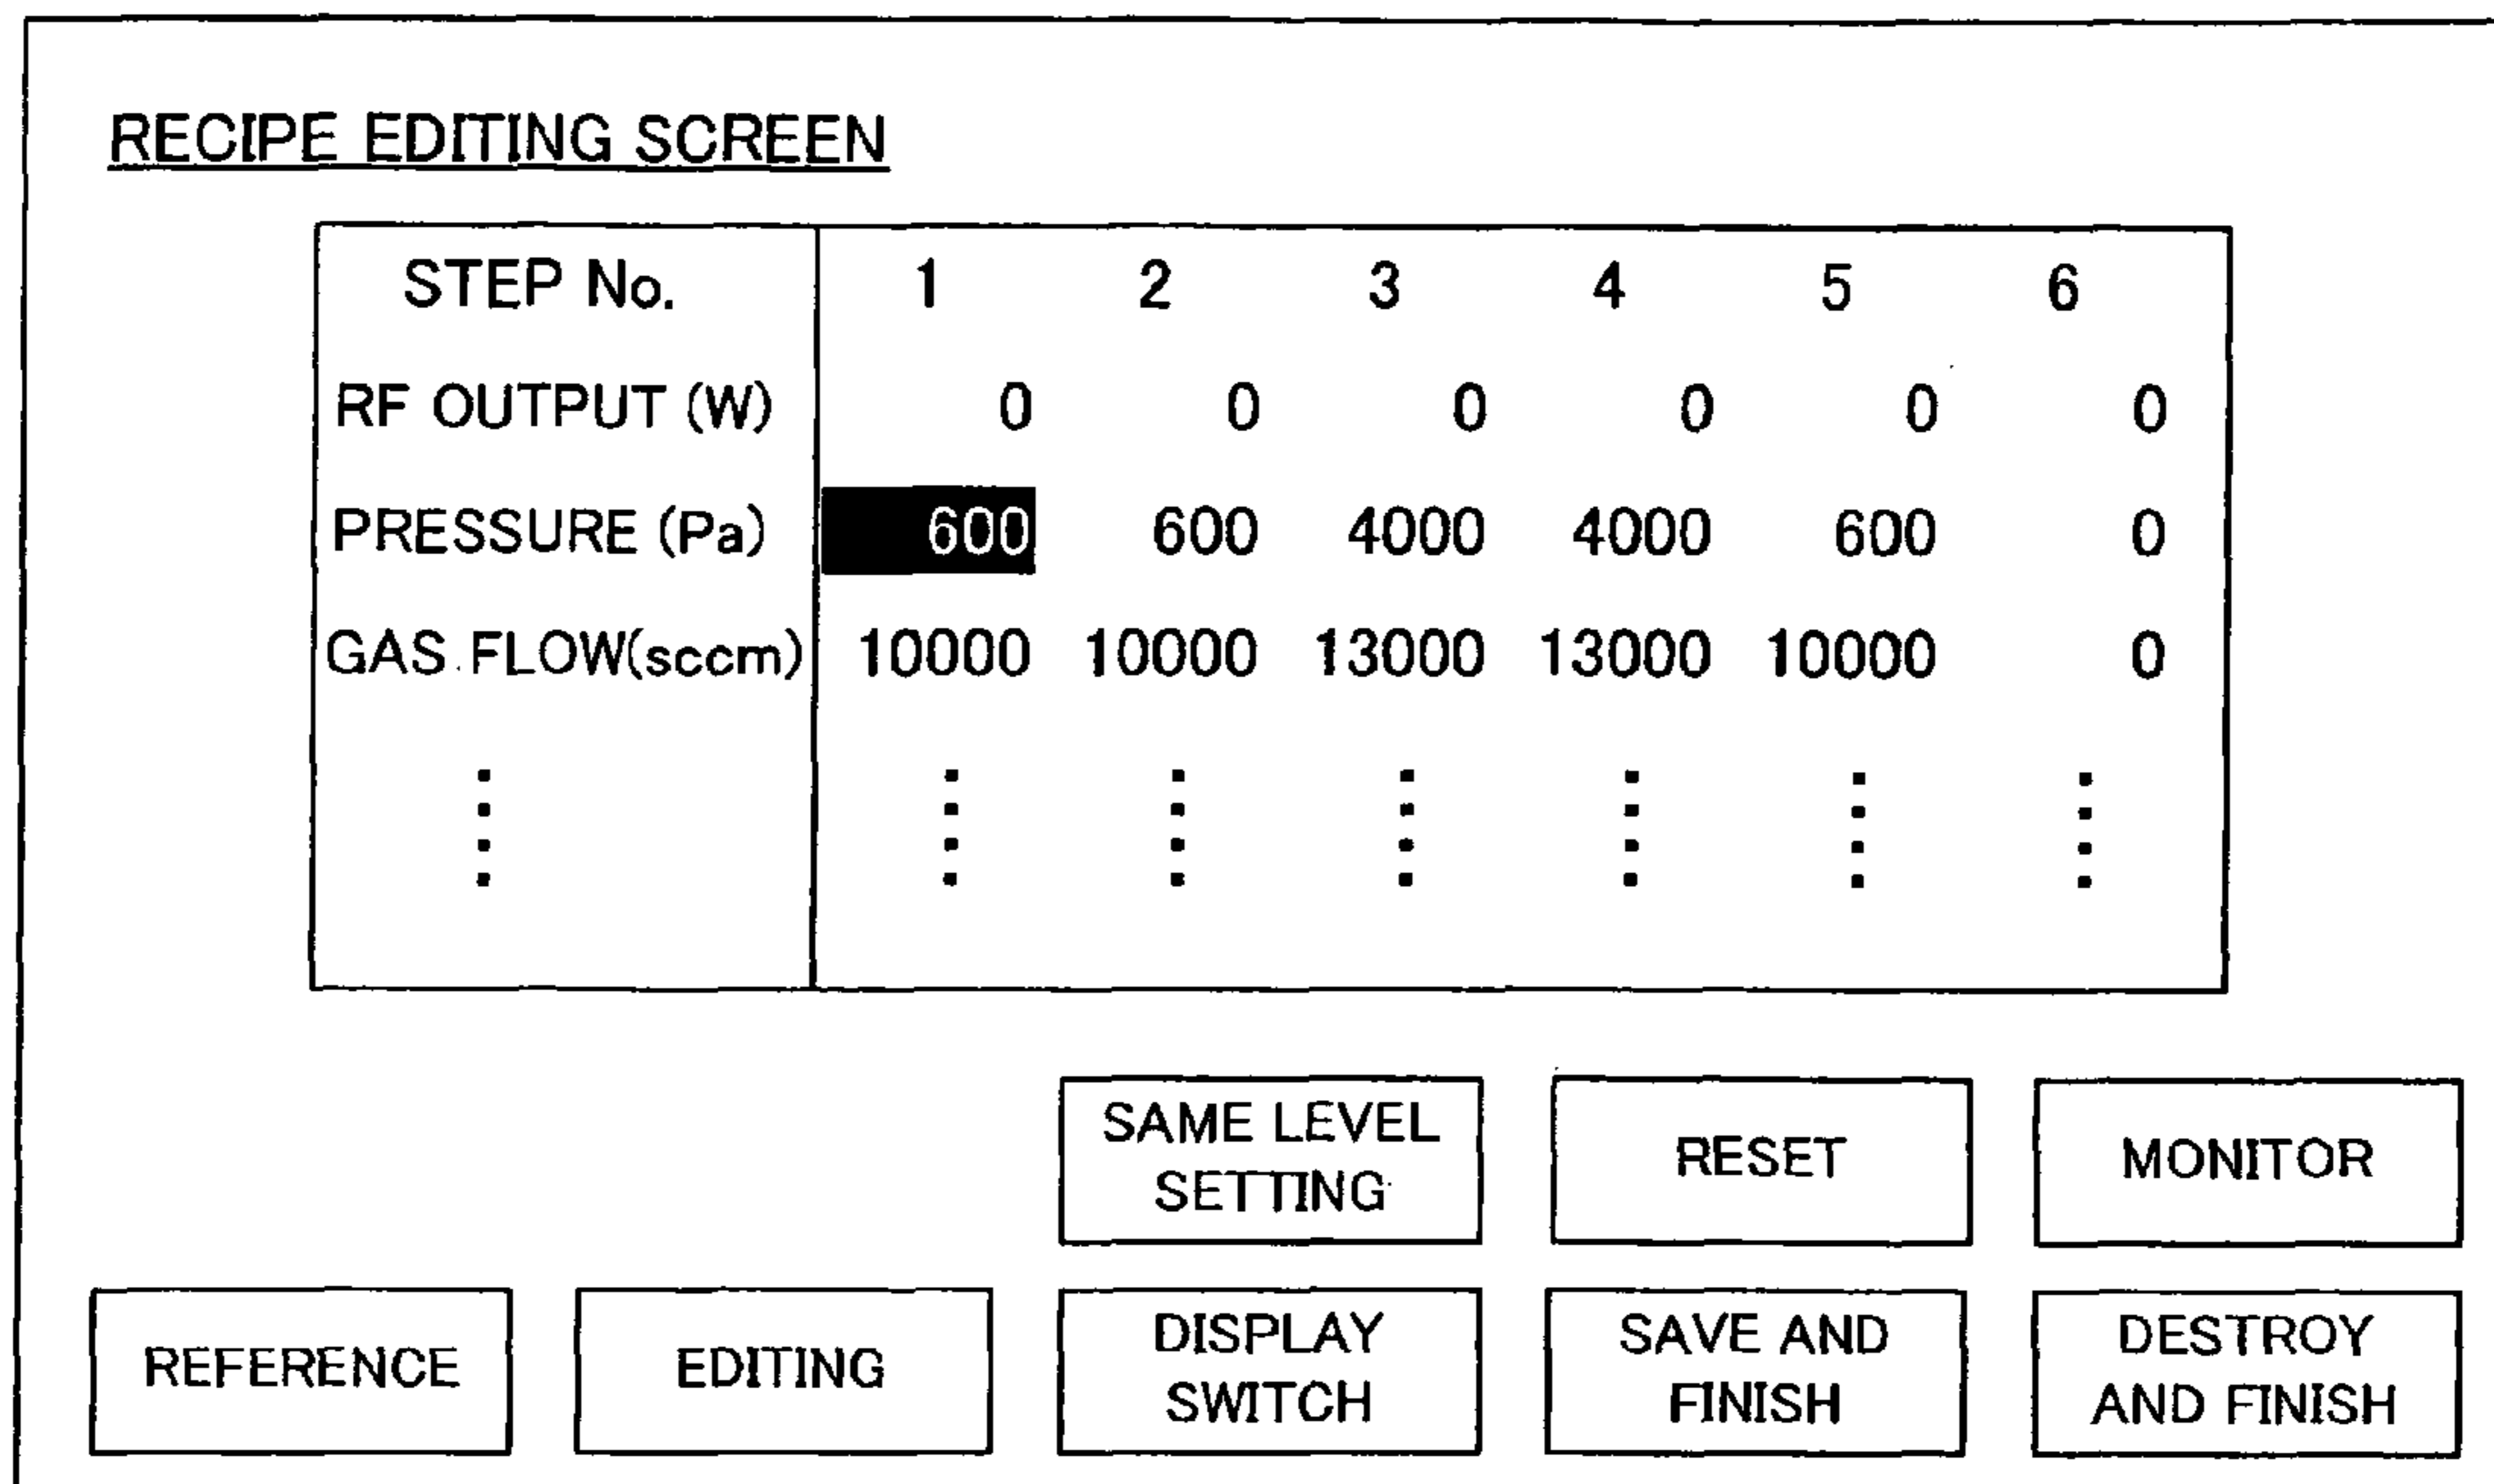 RECIPE EDITING SCREEN
STEP No. 1 2 3 4 5 6
RF OUTPUT (W) 0 0 0 0 0 0
PRESSURE (Pa) 600 600 4000 4000 600 0
GAS FLOW(sccm) 10000 10000 13000 13000 10000 0
SAME LEVEL
SETTING
RESET
MONITOR
REFERENCE
EDITING
DISPLAY
SWITCH
SAVE AND
FINISH
DESTROY
AND FINISH